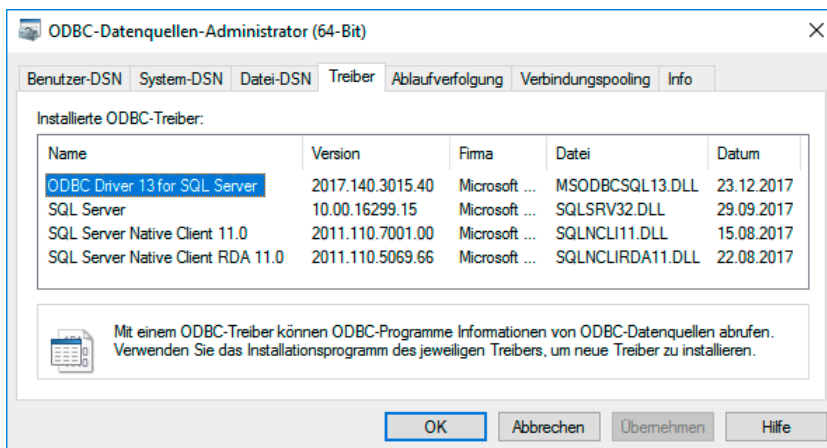 ODBC-Datenquellen-Administrator (64-Bit)
Benutzer-DSN System-DSN Datei-DSN Treiber Ablaufverfolgung Verbindungspooling Info
Installierte ODBC-Treiber:
Name Version Firma Datei Datum
ODBC Driver 13 for SQL Server 2017.140.3015.40 Microsoft ... MSODBCSQL13.DLL 23.12.2017
SQL Server 10.00.16299.15 Microsoft ... SQLSRV32.DLL 29.09.2017
SQL Server Native Client 11.0 2011.110.7001.00 Microsoft ... SQLNCLI11.DLL 15.08.2017
SQL Server Native Client RDA 11.0 2011.110.5069.66 Microsoft ... SQLNCLIRDA11.DLL 22.08.2017
Mit einem ODBC-Treiber können ODBC-Programme Informationen von ODBC-Datenquellen abrufen.
Verwenden Sie das Installationsprogramm des jeweiligen Treibers, um neue Treiber zu installieren.
OK Abbrechen Übernehmen Hilfe